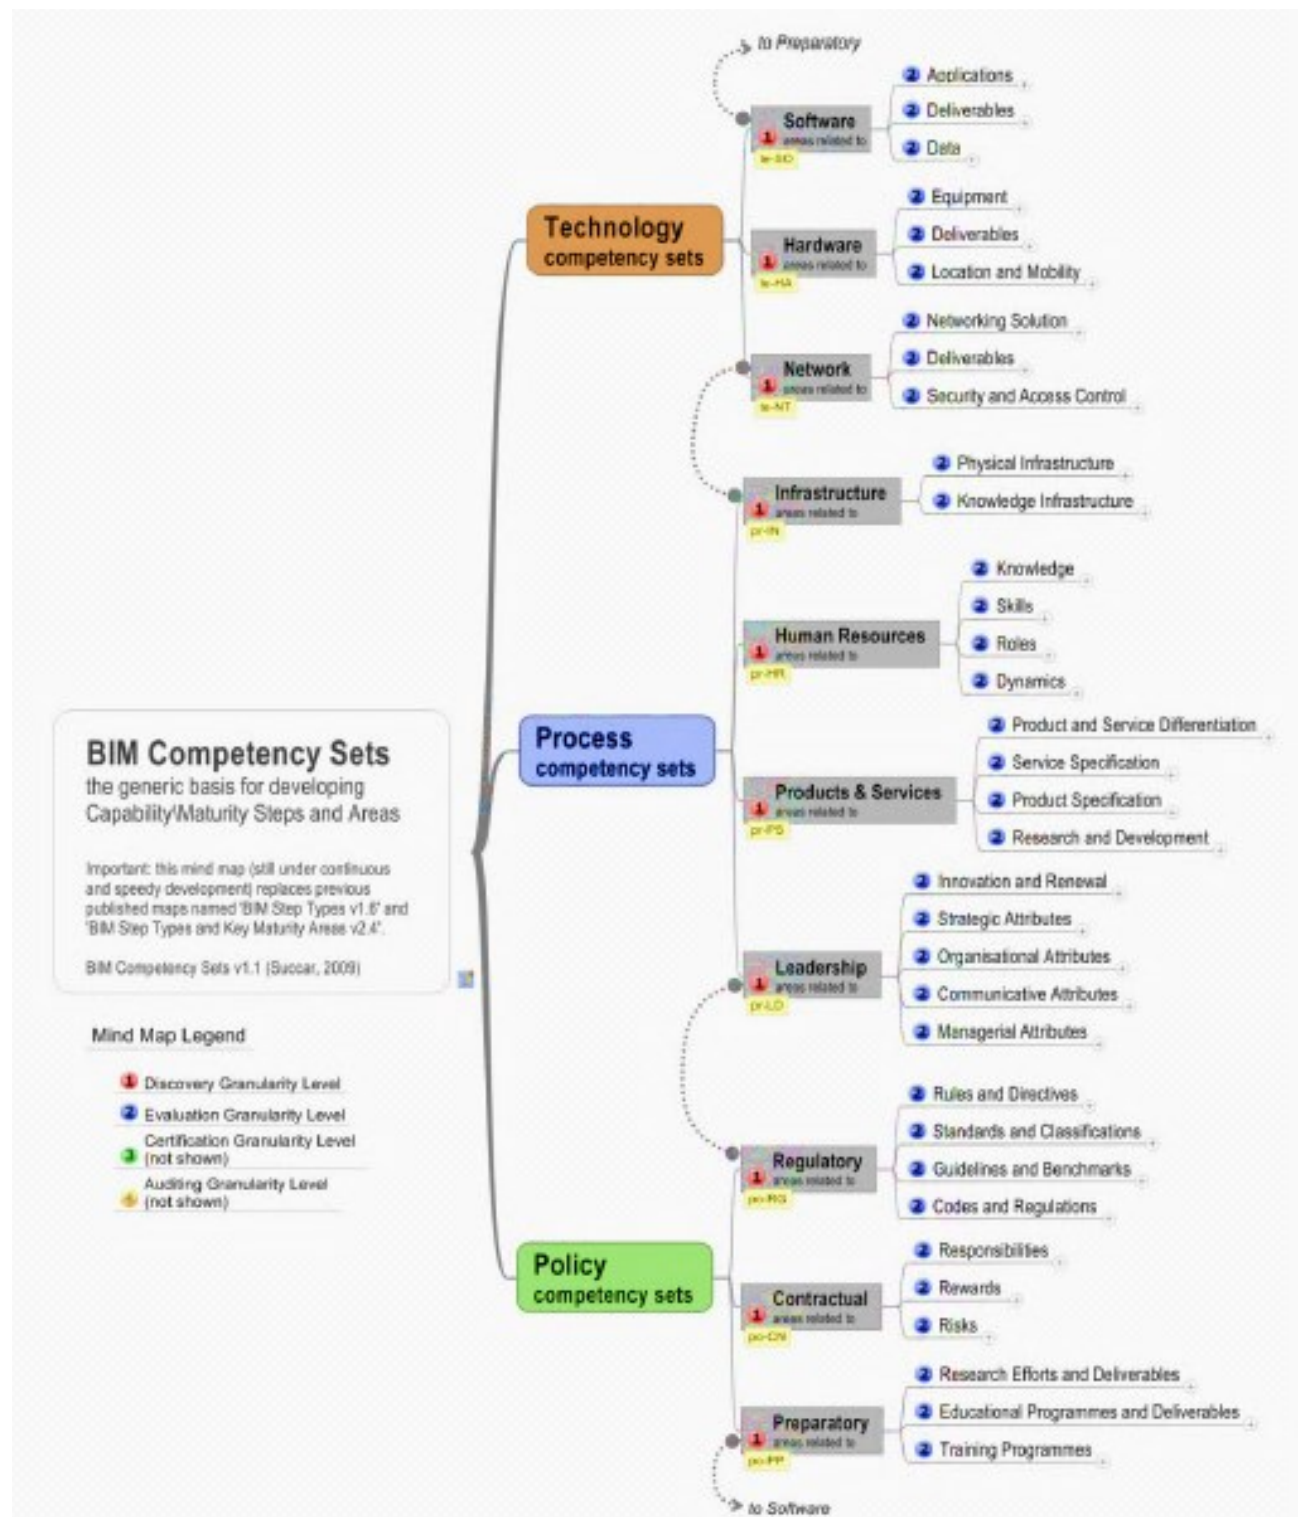 to Preparatory
Software
areas related to
te-SO
Applications
Deliverables
Data
Technology
competency sets
Hardware
areas related to
te-HA
Equipment
Deliverables
Location and Mobility
Network
areas related to
te-NT
Networking Solution
Deliverables
Security and Access Control
Infrastructure
areas related to
pr-IN
Physical Infrastructure
Knowledge Infrastructure
Process
competency sets
Human Resources
areas related to
pr-HR
Knowledge
Skills
Roles
Dynamics
Products & Services
areas related to
pr-PS
Product and Service Differentiation
Service Specification
Product Specification
Research and Development
Leadership
areas related to
pr-LD
Innovation and Renewal
Strategic Attributes
Organisational Attributes
Communicative Attributes
Managerial Attributes
BIM Competency Sets
the generic basis for developing
Capability\Maturity Steps and Areas
Important: this mind map (still under continuous
and speedy development) replaces previous
published maps named 'BIM Step Types v1.6' and
'BIM Step Types and Key Maturity Areas v2.4'.
BIM Competency Sets v1.1 (Succar, 2009)
Mind Map Legend
1 Discovery Granularity Level
2 Evaluation Granularity Level
3 Certification Granularity Level
(not shown)
4 Auditing Granularity Level
(not shown)
Policy
competency sets
Regulatory
areas related to
po-RG
Rules and Directives
Standards and Classifications
Guidelines and Benchmarks
Codes and Regulations
Contractual
areas related to
po-CN
Responsibilities
Rewards
Risks
Preparatory
areas related to
po-PP
Research Efforts and Deliverables
Educational Programmes and Deliverables
Training Programmes
to Software